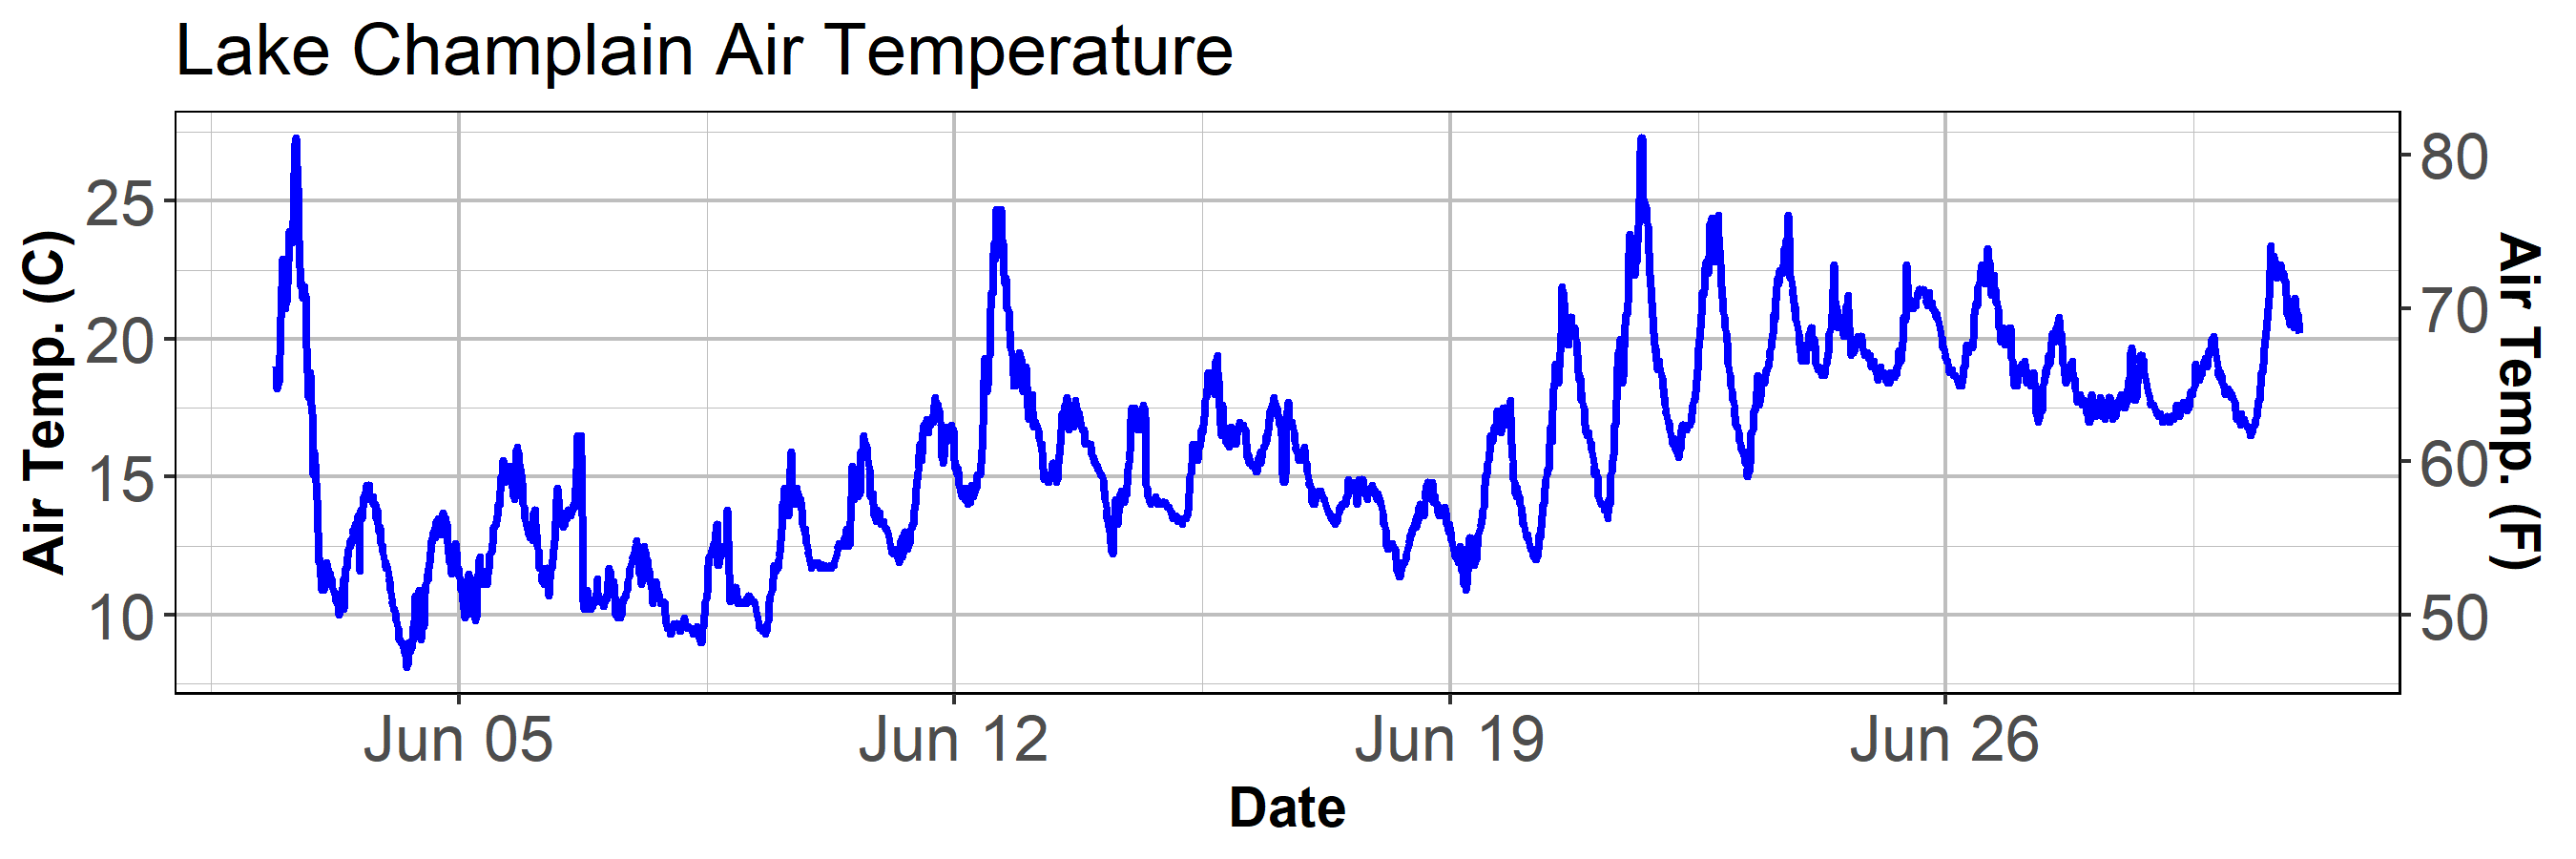 Lake Champlain Air Temperature
Air Temp. (C)
25
20
15
10
80
70
60
50
Air Temp. (F)
Jun 05
Jun 12
Jun 19
Jun 26
Date